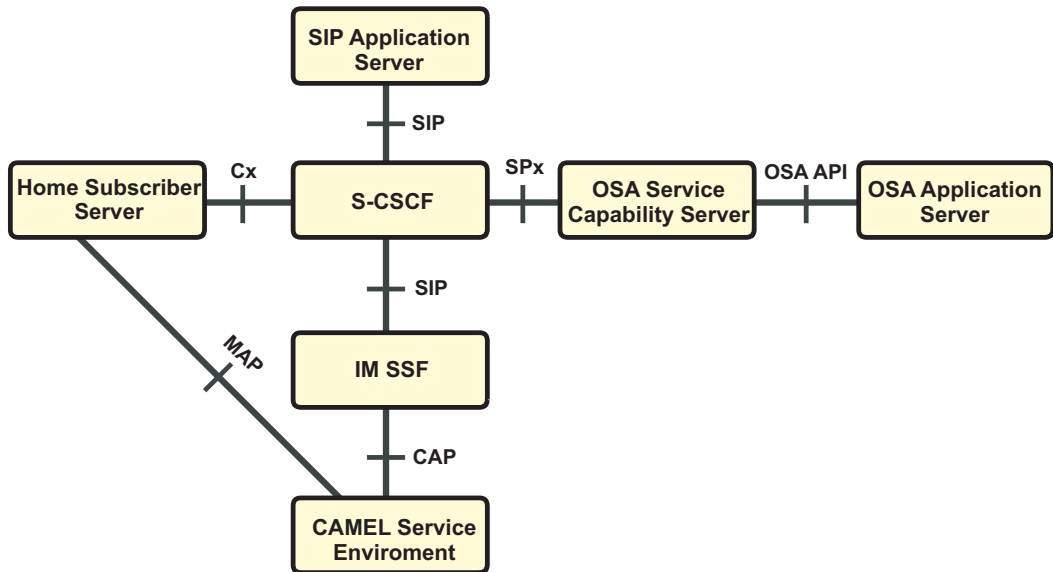 SIP Application
Server
SIP
Cx
SPx
OSA API
Home Subscriber
Server
S-CSCF
OSA Service
Capability Server
OSA Application
Server
SIP
MAP
IM SSF
CAP
CAMEL Service
Enviroment